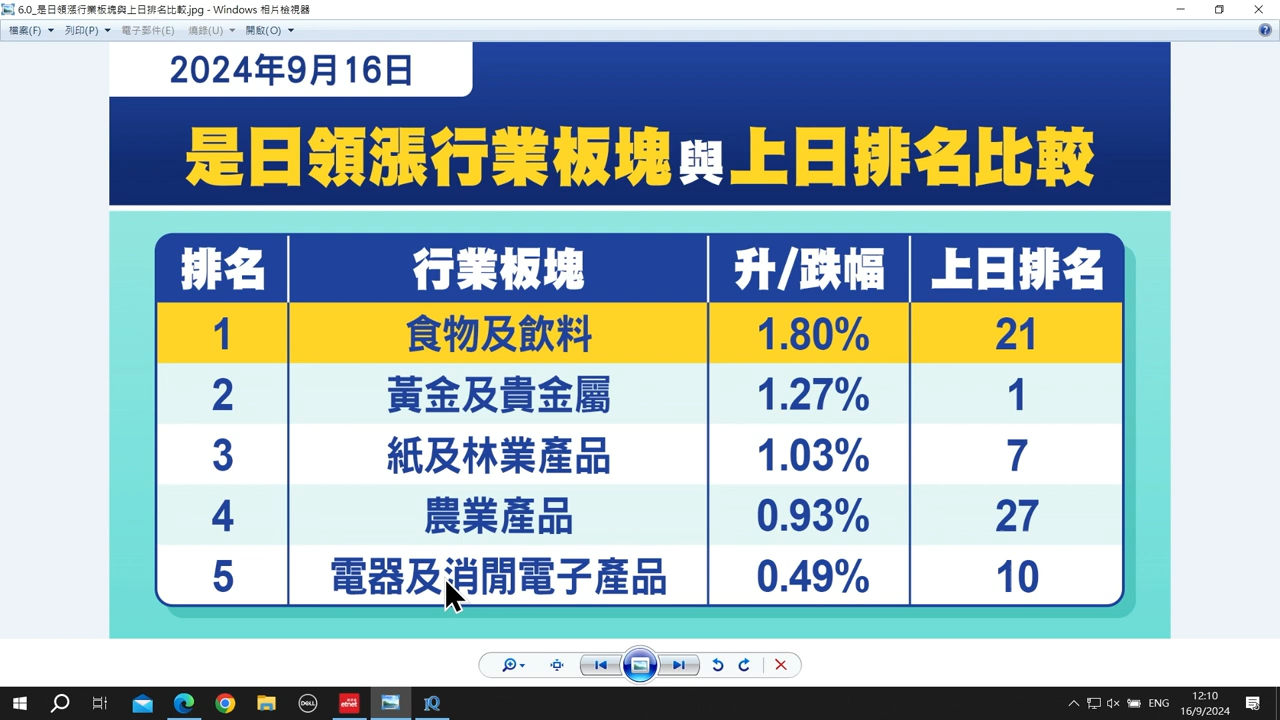 6.0_是日領漲行業板塊與上日排名比較.jpg - Windows 相片檢視器
檔案(F) 列印(P) 電子郵件(E) 燒錄(U) 開啟(O)
2024年9月16日
是日領漲行業板塊與上日排名比較
排名 行業板塊 升/跌幅 上日排名
1 食物及飲料 1.80% 21
2 黃金及貴金屬 1.27% 1
3 紙及林業產品 1.03% 7
4 農業產品 0.93% 27
5 電器及消閒電子產品 0.49% 10
DELL etnet IQ ENG 12:10
16/9/2024